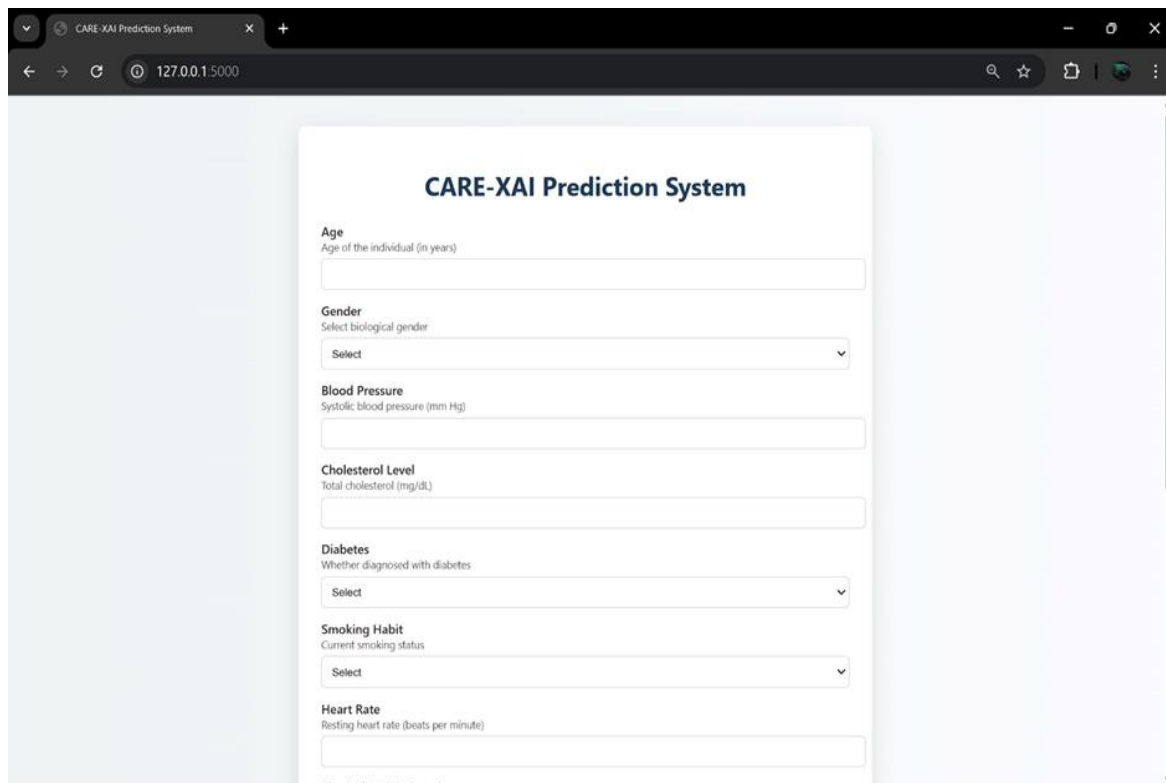 CARE-XAI Prediction System
127.0.0.1:5000
CARE-XAI Prediction System
Age
Age of the individual (in years)
Gender
Select biological gender
Select
Blood Pressure
Systolic blood pressure (mm Hg)
Cholesterol Level
Total cholesterol (mg/dL)
Diabetes
Whether diagnosed with diabetes
Select
Smoking Habit
Current smoking status
Select
Heart Rate
Resting heart rate (beats per minute)